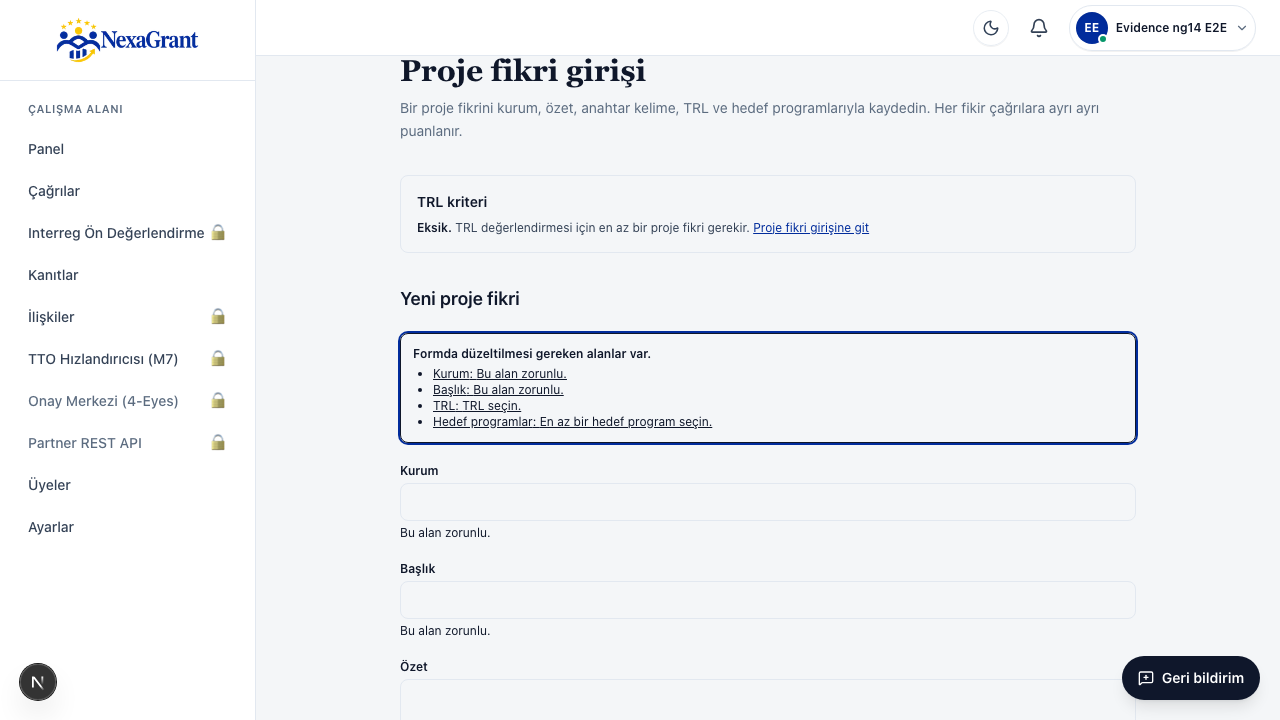 NexaGrant
EE
Evidence ng14 E2E
ÇALIŞMA ALANI
Panel
Çağrılar
Interreg Ön Değerlendirme
Kanıtlar
İlişkiler
TTO Hızlandırıcısı (M7)
Onay Merkezi (4-Eyes)
Partner REST API
Üyeler
Ayarlar
N
Proje fikri girişi
Bir proje fikrini kurum, özet, anahtar kelime, TRL ve hedef programlarıyla kaydedin. Her fikir çağrılara ayrı ayrı
puanlanır.
TRL kriteri
Eksik. TRL değerlendirmesi için en az bir proje fikri gerekir. Proje fikri girişine git
Yeni proje fikri
Formda düzeltilmesi gereken alanlar var.
• Kurum: Bu alan zorunlu.
• Başlık: Bu alan zorunlu.
• TRL: TRL seçin.
• Hedef programlar: En az bir hedef program seçin.
Kurum
Bu alan zorunlu.
Başlık
Bu alan zorunlu.
Özet
Geri bildirim